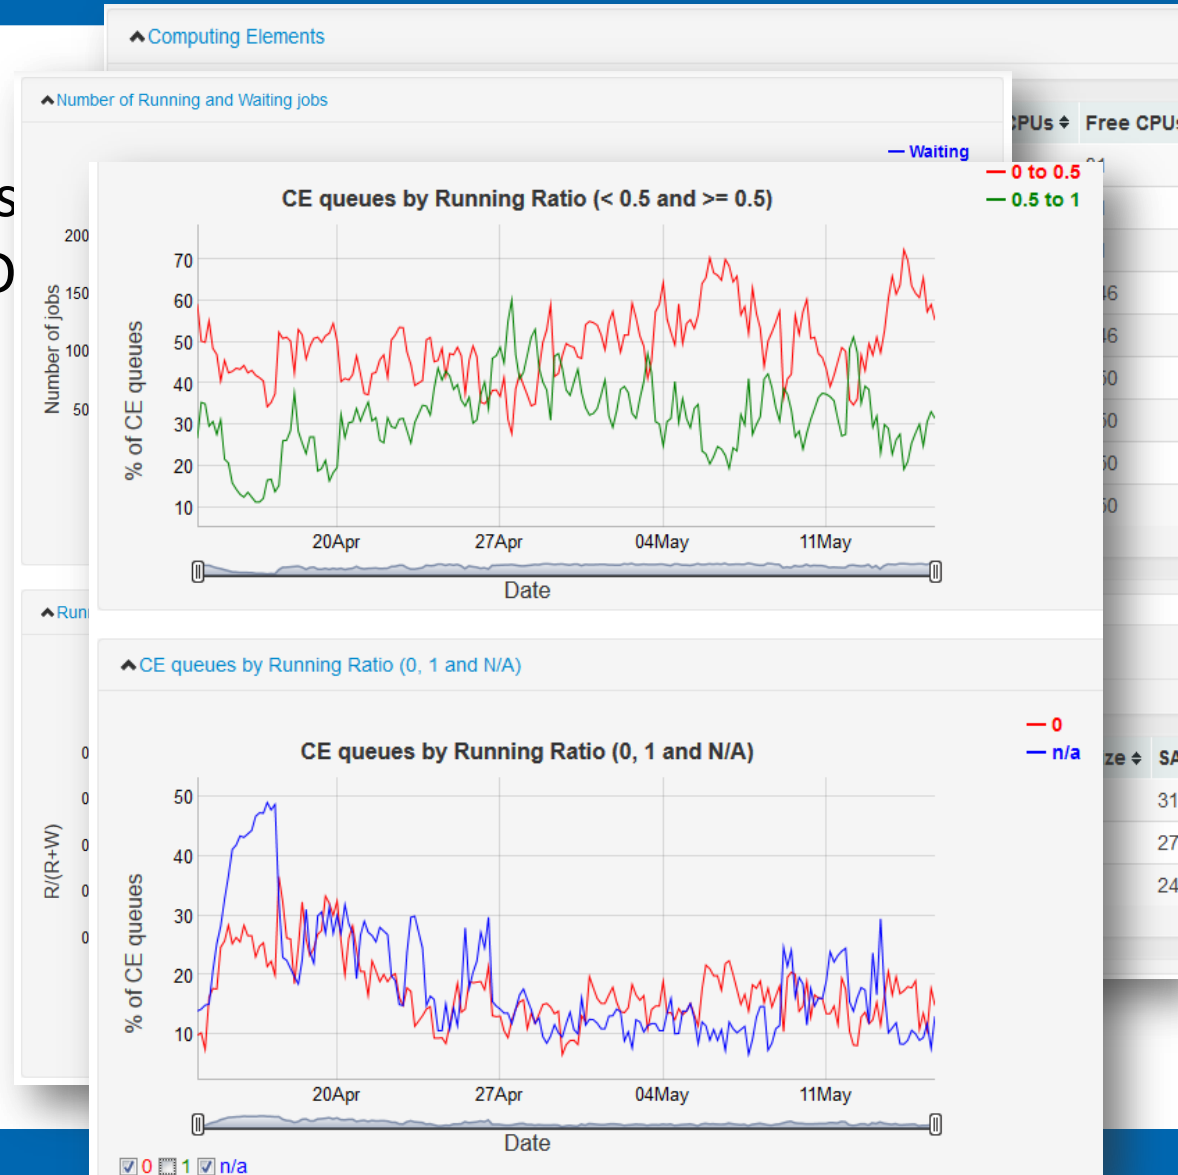 Computing Elements
Number of Running and Waiting jobs
CPUs Free CPUs
— Waiting
— 0 to 0.5
— 0.5 to 1
CE queues by Running Ratio (< 0.5 and >= 0.5)
200
150
100
50
Number of jobs
70
60
50
40
30
20
10
% of CE queues
20Apr 27Apr 04May 11May
Date
CE queues by Running Ratio (0, 1 and N/A)
— 0
— n/a
CE queues by Running Ratio (0, 1 and N/A)
R/(R+W)
50
40
30
20
10
% of CE queues
20Apr 27Apr 04May 11May
Date
0 1 n/a
31
27
24